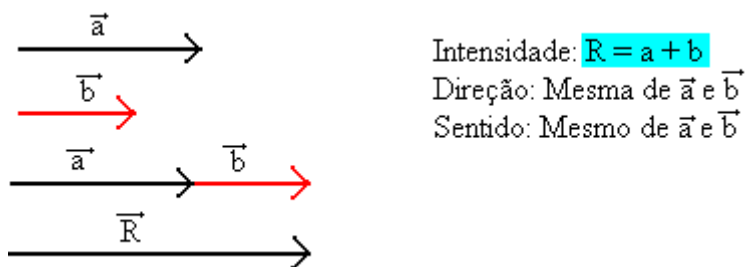 a⃗
b⃗
a⃗ b⃗
R⃗
Intensidade: R = a + b
Direção: Mesma de a⃗ e b⃗
Sentido: Mesmo de a⃗ e b⃗